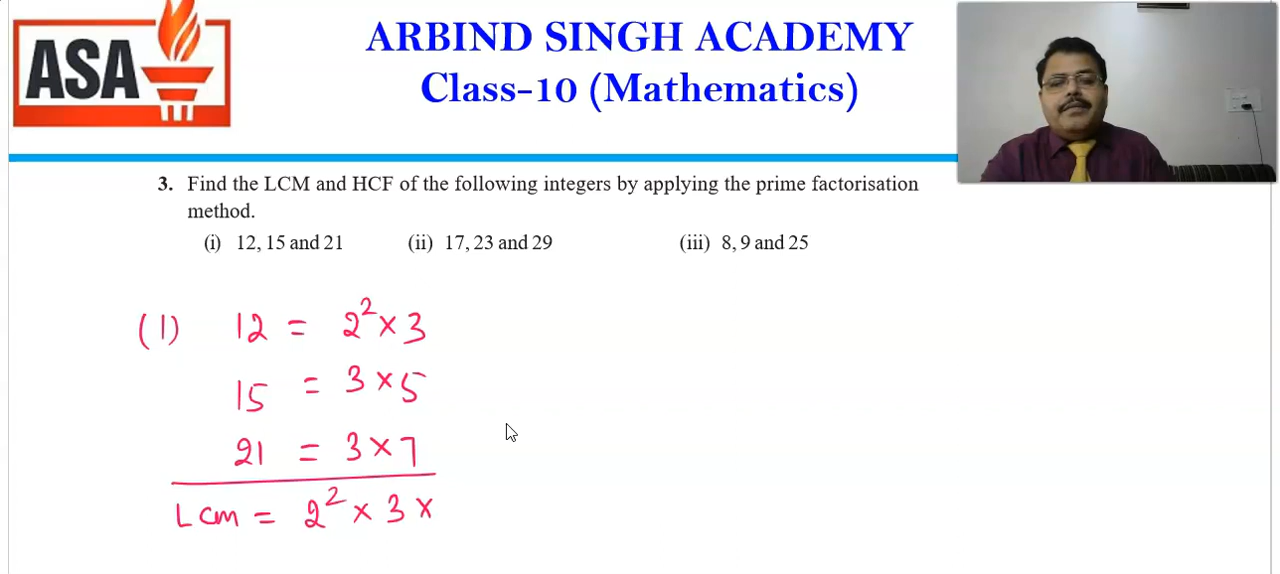 ASA
ARBIND SINGH ACADEMY
Class-10 (Mathematics)
3. Find the LCM and HCF of the following integers by applying the prime factorisation
method.
(i) 12, 15 and 21 (ii) 17, 23 and 29 (iii) 8, 9 and 25
(1) 12 = 2² × 3
15 = 3 × 5
21 = 3 × 7
LCM = 2² × 3 ×